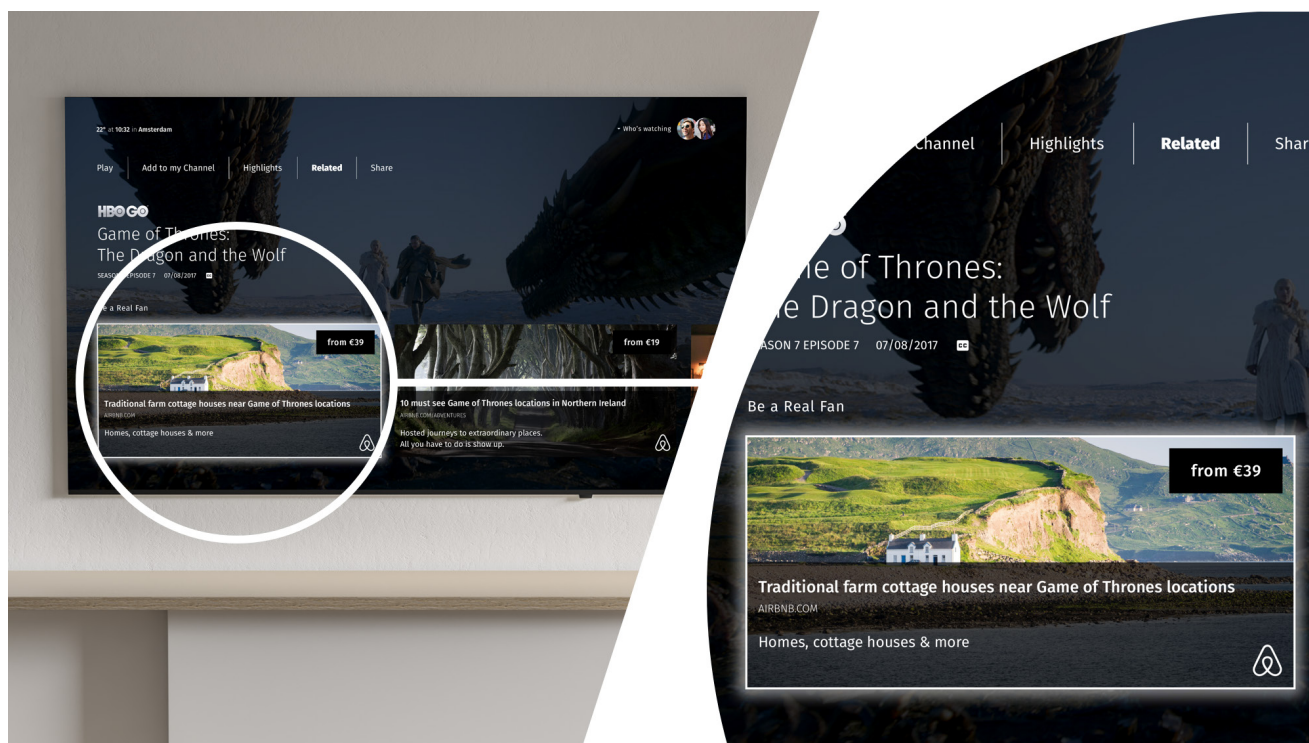 22° at 10:32 in Amsterdam
Who's watching
Play
Add to my Channel
Highlights
Related
Share
HBO GO
Game of Thrones:
The Dragon and the Wolf
SEASON EPISODE 7 07/08/2017 CC
e a Real Fan
from €39
Traditional farm cottage houses near Game of Thrones locations
AIRBNB.COM
Homes, cottage houses & more
from €19
10 must see Game of Thrones locations in Northern Ireland
AIRBNB.COM/ADVENTURES
Hosted journeys to extraordinary places.
All you have to do is show up.
Channel
Highlights
Related
Shar
me of Thrones:
e Dragon and the Wolf
ASON 7 EPISODE 7 07/08/2017 CC
Be a Real Fan
from €39
Traditional farm cottage houses near Game of Thrones locations
AIRBNB.COM
Homes, cottage houses & more